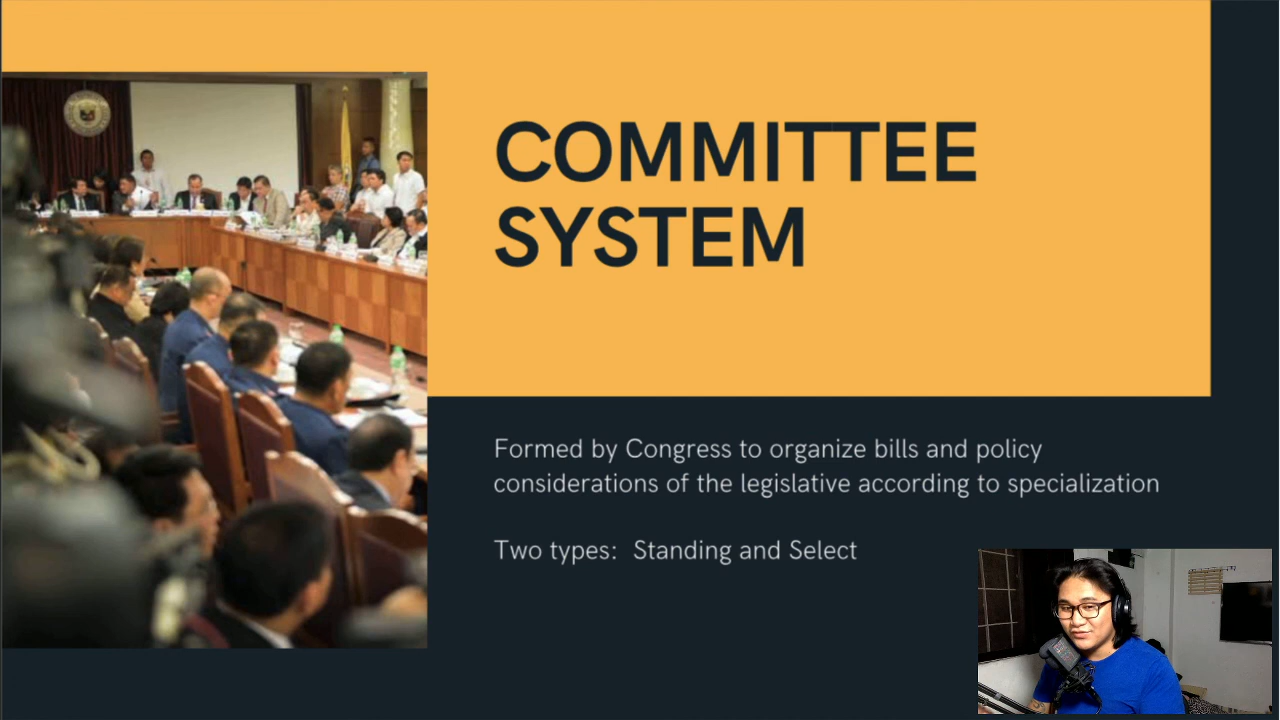 COMMITTEE
SYSTEM
Formed by Congress to organize bills and policy
considerations of the legislative according to specialization
Two types: Standing and Select